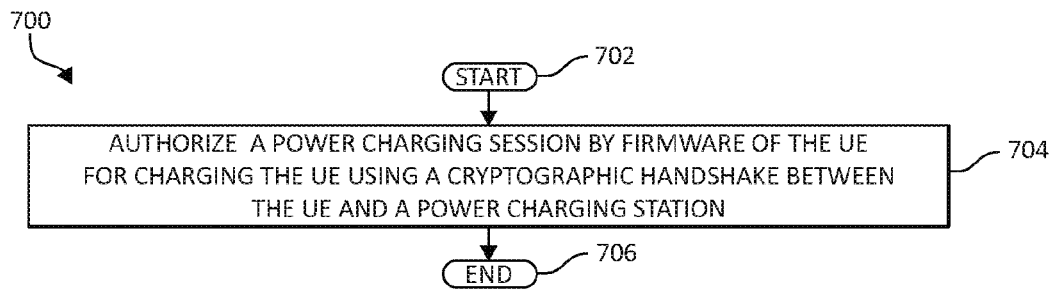 700
702
START
AUTHORIZE A POWER CHARGING SESSION BY FIRMWARE OF THE UE
FOR CHARGING THE UE USING A CRYPTOGRAPHIC HANDSHAKE BETWEEN
THE UE AND A POWER CHARGING STATION
704
706
END